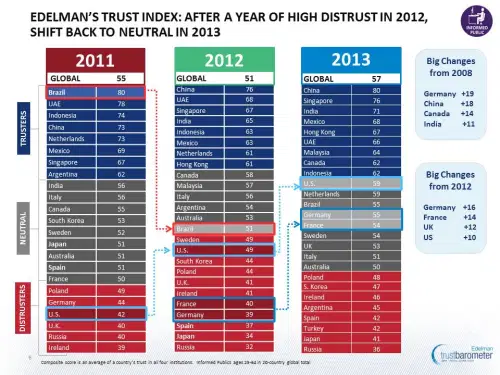 EDELMAN'S TRUST INDEX: AFTER A YEAR OF HIGH DISTRUST IN 2012,
SHIFT BACK TO NEUTRAL IN 2013
INFORMED
PUBLIC
2011
GLOBAL 55
Brazil 80
UAE 78
Indonesia 74
China 73
Netherlands 73
Mexico 69
Singapore 67
Argentina 62
India 56
Italy 56
Canada 55
South Korea 53
Sweden 52
Japan 51
Australia 51
Spain 51
France 50
Poland 49
Germany 44
U.S. 42
U.K. 40
Russia 40
Ireland 39
TRUSTERS
NEUTRAL
DISTRUSTERS
2012
GLOBAL 51
China 76
UAE 68
Singapore 67
India 65
Indonesia 63
Mexico 63
Netherlands 61
Hong Kong 61
Canada 58
Malaysia 57
Italy 56
Argentina 54
Australia 53
Brazil 51
Sweden 49
U.S. 49
South Korea 44
Poland 44
U.K. 41
Ireland 41
France 40
Germany 39
Spain 37
Japan 34
Russia 32
2013
GLOBAL 57
China 80
Singapore 76
India 71
Mexico 68
Hong Kong 67
UAE 66
Malaysia 64
Canada 62
Indonesia 62
U.S. 59
Netherlands 59
Brazil 55
Germany 55
France 54
Sweden 54
UK 53
Italy 51
Australia 50
Poland 48
S. Korea 47
Ireland 46
Argentina 45
Spain 42
Turkey 42
Japan 41
Russia 36
Big Changes
from 2008
Germany +19
China +18
Canada +14
India +11
Big Changes
from 2012
Germany +16
France +14
UK +12
US +10
Composite score is an average of a country's trust in all four institutions. Informed Publics ages 25-64 in 20-country global total
Edelman
trustbarometer